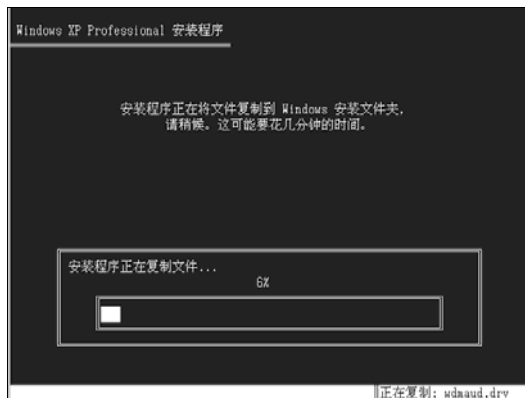 Windows XP Professional 安装程序
安装程序正在将文件复制到 Windows 安装文件夹，
请稍候。这可能要花几分钟的时间。
安装程序正在复制文件...
6%
正在复制: wdmaud.drv